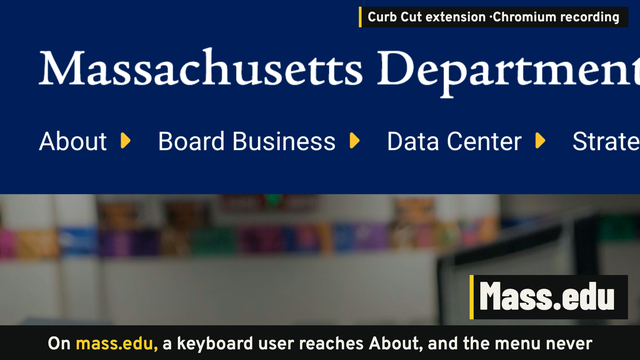 Curb Cut extension ·Chromium recording
Massachusetts Department
About Board Business Data Center Strate
Mass.edu
On mass.edu, a keyboard user reaches About, and the menu never